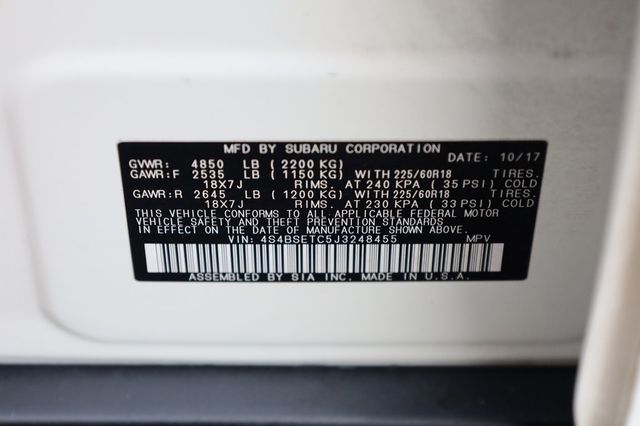 MFD BY SUBARU CORPORATION
GVWR: 4850 LB (2200 KG) DATE: 10/17
GAWR:F 2535 LB (1150 KG) WITH 225/60R18 TIRES.
18X7J RIMS. AT 240 KPA (35 PSI) COLD
GAWR:R 2645 LB (1200 KG) WITH 225/60R18 TIRES.
18X7J RIMS. AT 230 KPA (33 PSI) COLD
THIS VEHICLE CONFORMS TO ALL APPLICABLE FEDERAL MOTOR
VEHICLE SAFETY AND THEFT PREVENTION STANDARDS
IN EFFECT ON THE DATE OF MANUFACTURE SHOWN ABOVE.
VIN: 4S4BSETC5J3248455 MPV
ASSEMBLED BY SIA INC. MADE IN U.S.A.